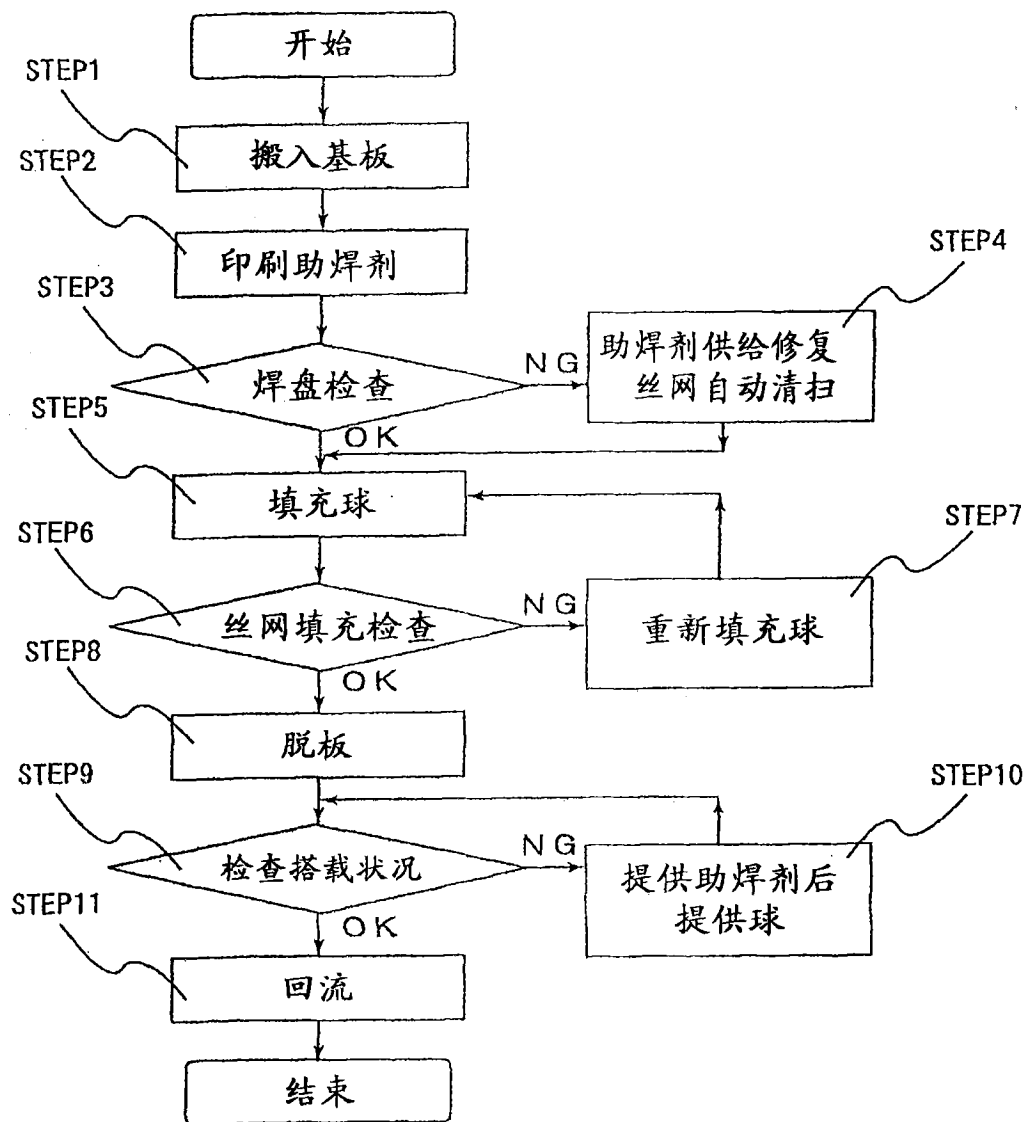 开始
STEP1
搬入基板
STEP2
印刷助焊剂
STEP3
焊盘检查
NG
STEP4
助焊剂供给修复
丝网自动清扫
OK
STEP5
填充球
STEP6
丝网填充检查
NG
STEP7
重新填充球
OK
STEP8
脱板
STEP9
检查搭载状况
NG
STEP10
提供助焊剂后
提供球
OK
STEP11
回流
结束